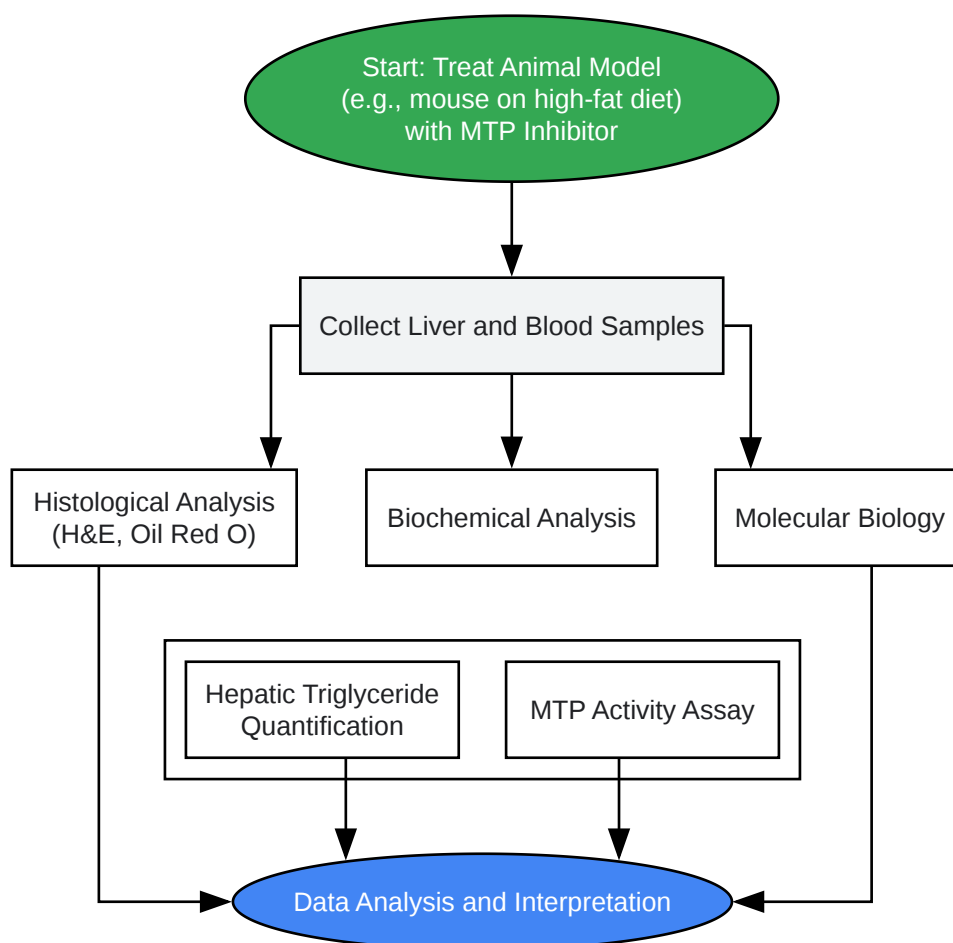 Start: Treat Animal Model
(e.g., mouse on high-fat diet)
with MTP Inhibitor
Collect Liver and Blood Samples
Histological Analysis
(H&E, Oil Red O)
Biochemical Analysis
Molecular Biology
Hepatic Triglyceride
Quantification
MTP Activity Assay
Data Analysis and Interpretation